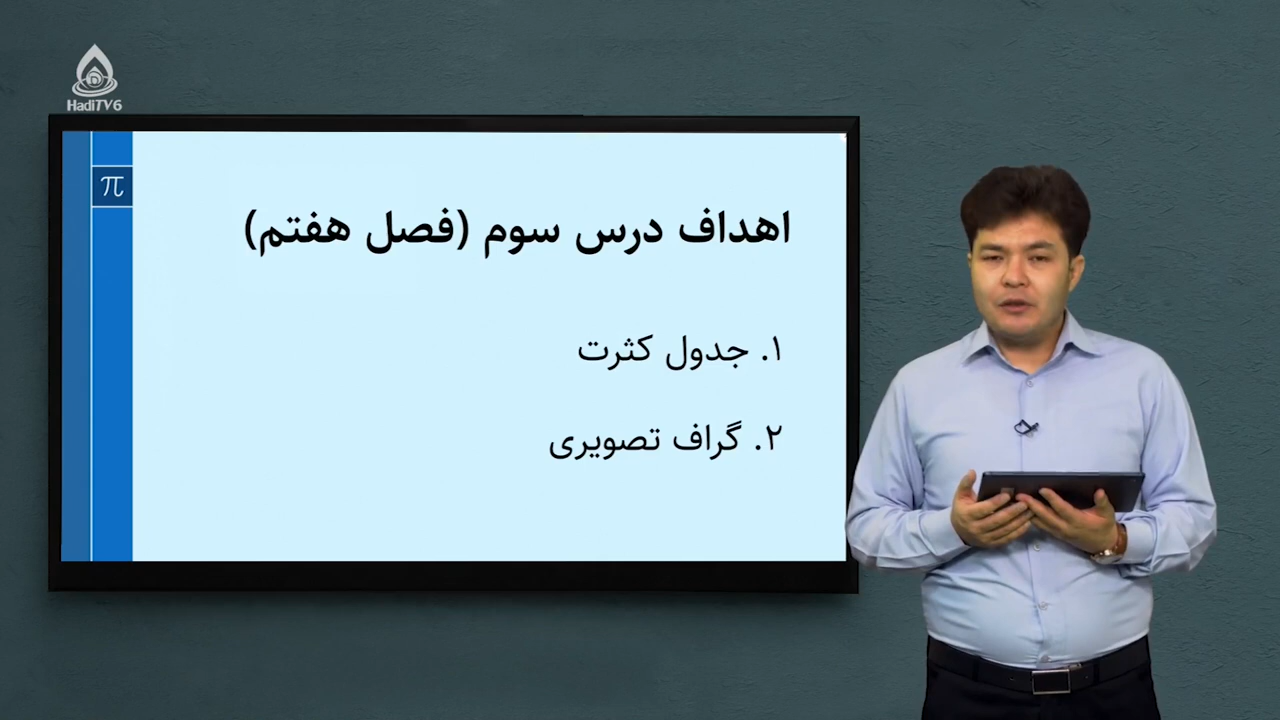 HadiTV6
π
اهداف درس سوم (فصل هفتم)
۱. جدول کثرت
۲. گراف تصویری